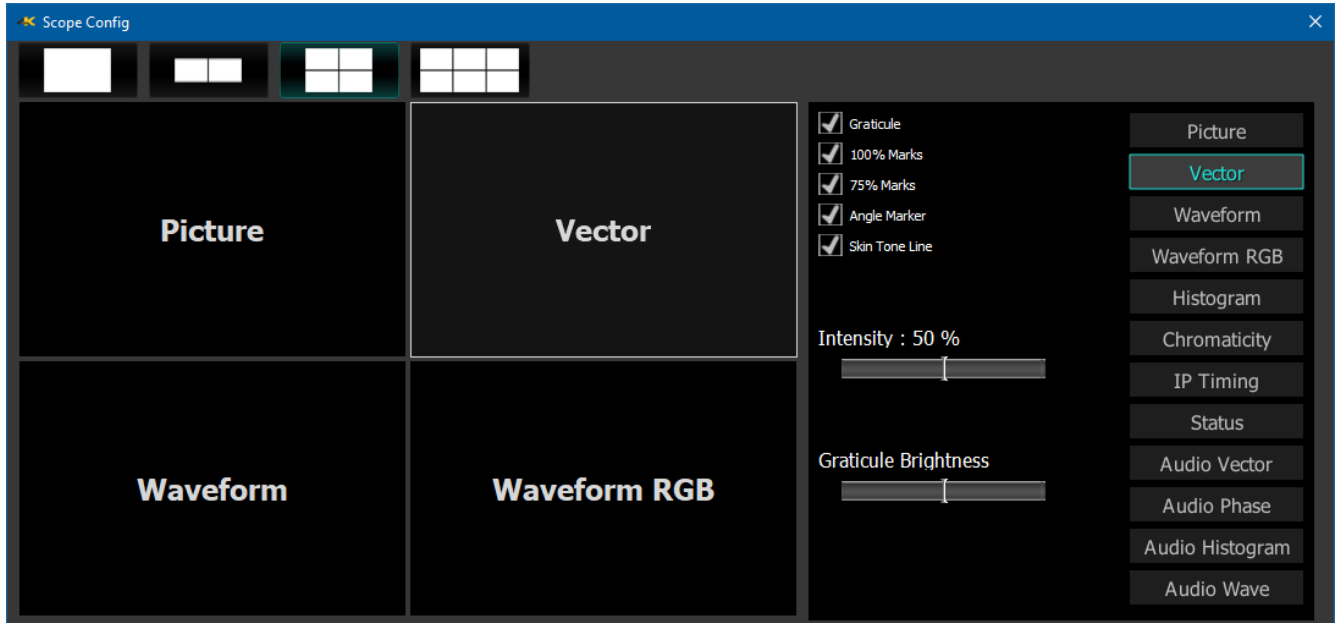 Scope Config
Picture
Vector
Waveform
Waveform RGB
Graticule
100% Marks
75% Marks
Angle Marker
Skin Tone Line
Intensity : 50 %
Graticule Brightness
Picture
Vector
Waveform
Waveform RGB
Histogram
Chromaticity
IP Timing
Status
Audio Vector
Audio Phase
Audio Histogram
Audio Wave